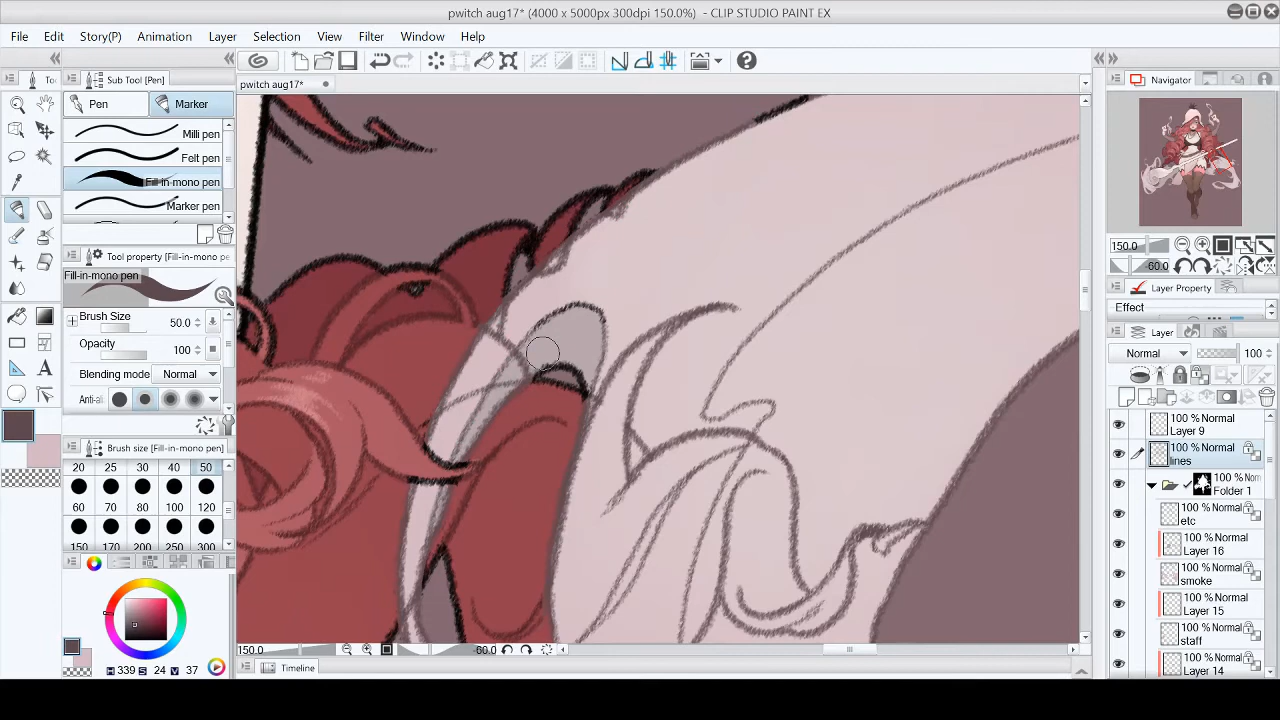 pwitch aug17* (4000 x 5000px 300dpi 150.0%)  - CLIP STUDIO PAINT EX
File Edit Story(P) Animation Layer Selection View Filter Window Help
Sub Tool [Pen]
pwitch aug17*
Navigator
Pen Marker
Milli pen
Felt pen
Fill-in-mono pen
Marker pen
Tool property [Fill-in-mono pe
Fill-in-mono pen
Brush Size 50.0
Opacity 100
Blending mode Normal
Anti-al
Brush size [Fill-in-mono pen]
20 25 30 40 50
60 70 80 100 120
150 170 200 250 300
H 339 S 24 V 37
150.0 -60.0
Timeline
150.0
-60.0
Layer Property
Effect
Layer
Normal 100
100 %Normal
Layer 9
100 %Normal
lines
100 %Nor
Folder 1
100 %Normal
etc
100 %Normal
Layer 16
100 %Normal
smoke
100 %Normal
Layer 15
100 %Normal
staff
100 %Normal
Layer 14